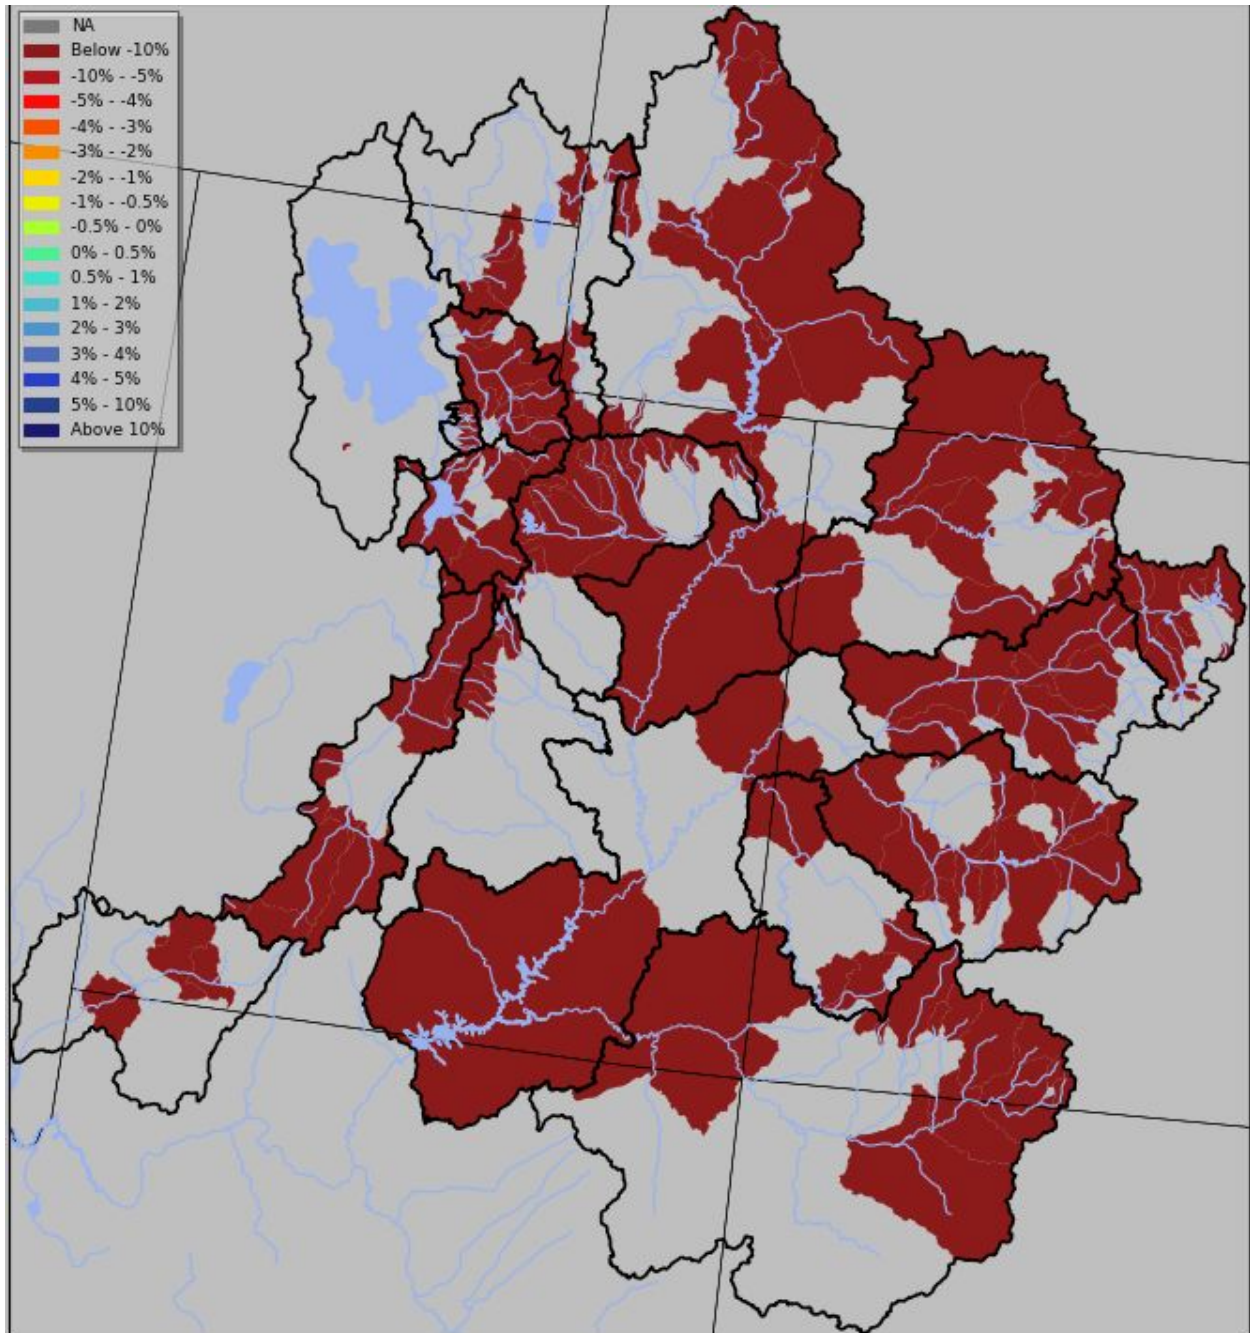 NA
Below -10%
-10% - -5%
-5% - -4%
-4% - -3%
-3% - -2%
-2% - -1%
-1% - -0.5%
-0.5% - 0%
0% - 0.5%
0.5% - 1%
1% - 2%
2% - 3%
3% - 4%
4% - 5%
5% - 10%
Above 10%